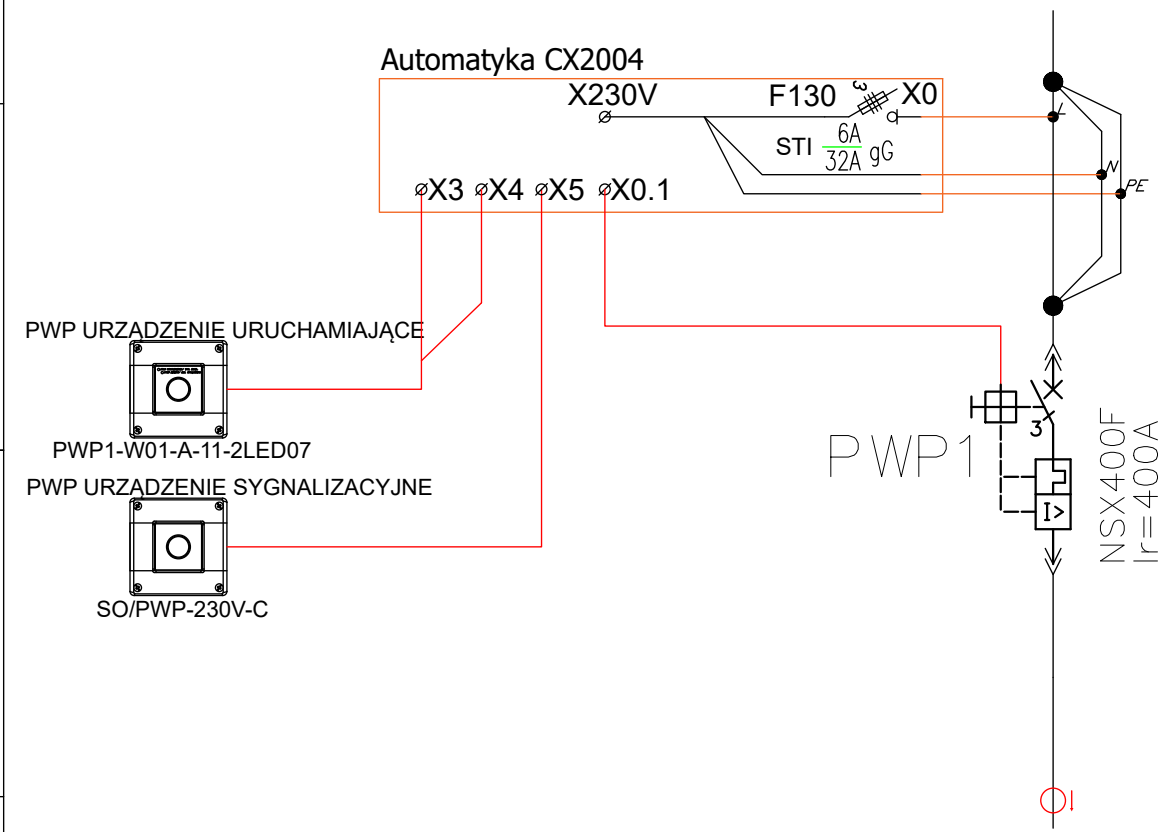 Automatyka CX2004
X230V
F130
3
X0
STI 6A
32A gG
L
N
PE
X3
X4
X5
X0.1
PWP URZĄDZENIE URUCHAMIAJĄCE
PWP1-W01-A-11-2LED07
PWP URZĄDZENIE SYGNALIZACYJNE
SO/PWP-230V-C
PWP1
3
I>
NSX400F
Ir=400A